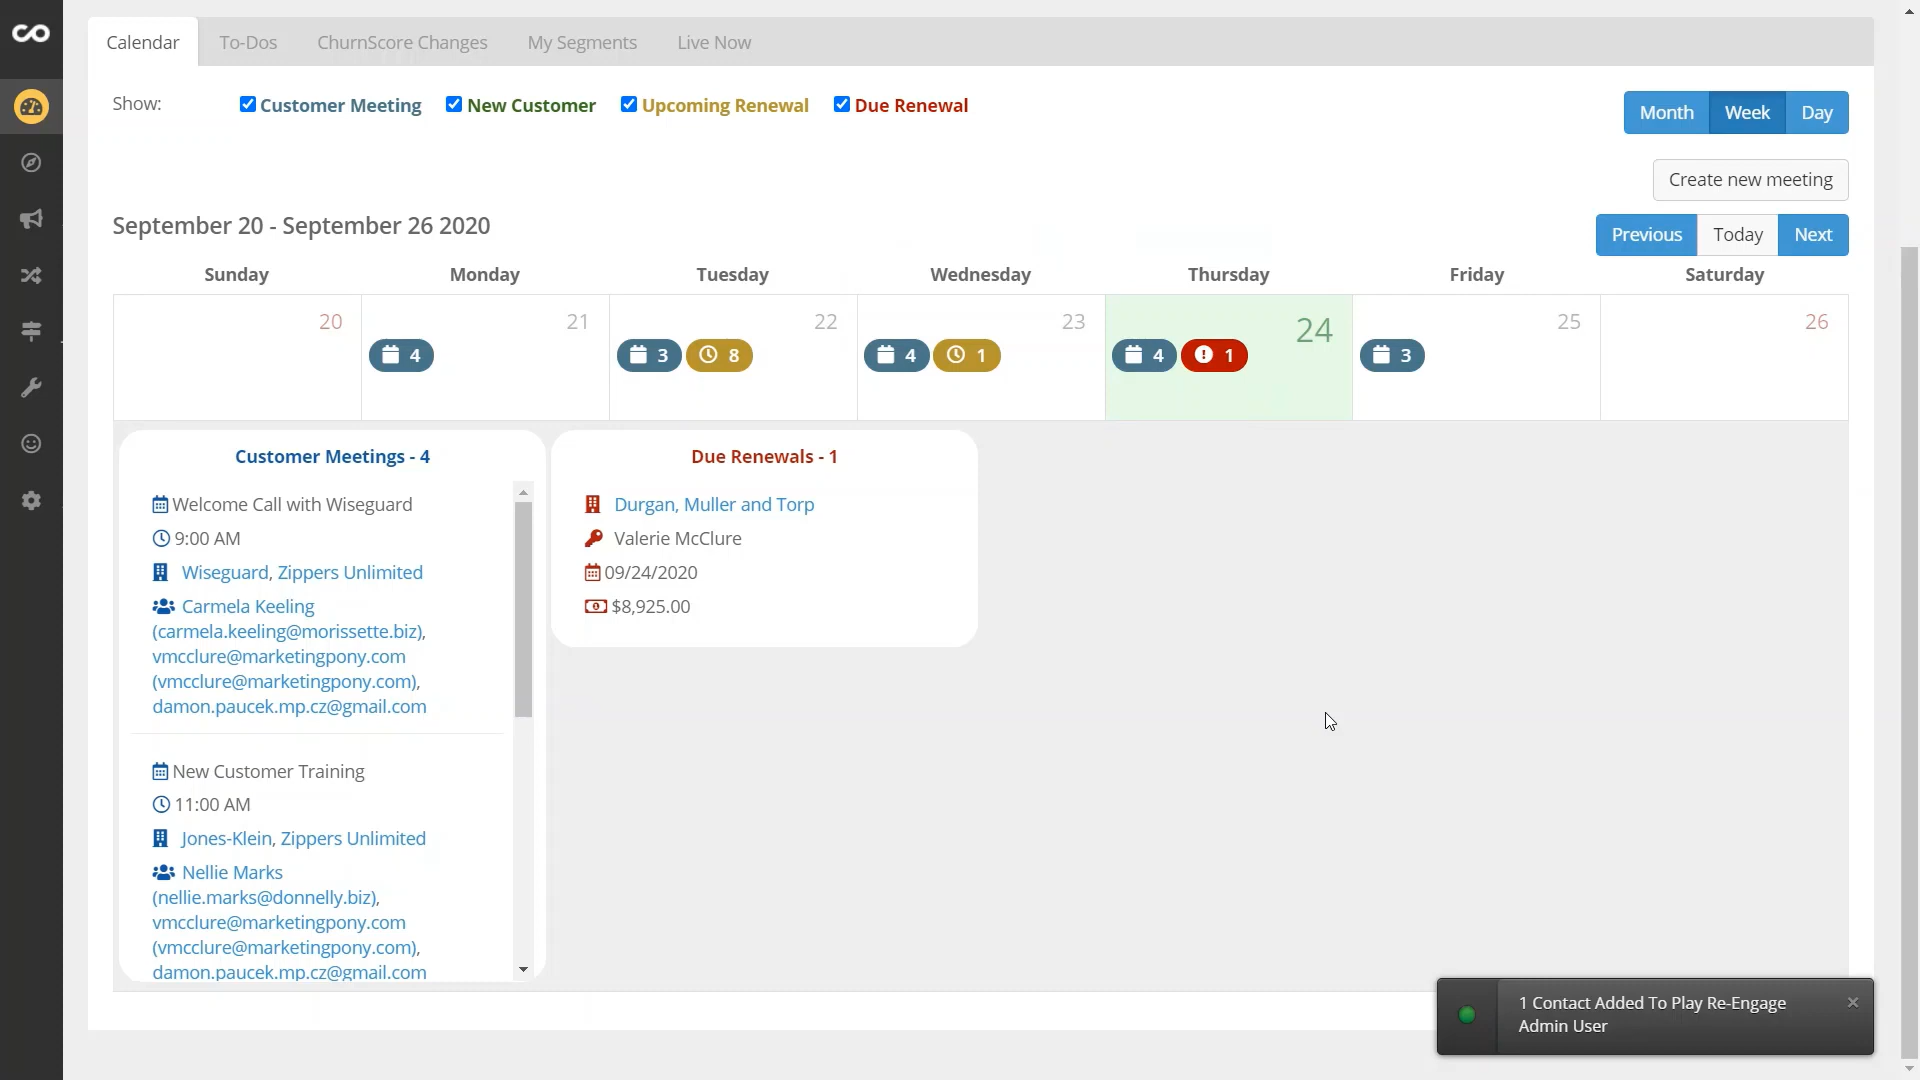 Calendar
To-Dos
ChurnScore Changes
My Segments
Live Now
Show:
Customer Meeting
New Customer
Upcoming Renewal
Due Renewal
Month
Week
Day
Create new meeting
September 20 - September 26 2020
Previous
Today
Next
Sunday
Monday
Tuesday
Wednesday
Thursday
Friday
Saturday
20
21
22
23
24
25
26
4
3
8
4
1
4
1
3
Customer Meetings - 4
Welcome Call with Wiseguard
9:00 AM
Wiseguard, Zippers Unlimited
Carmela Keeling
(carmela.keeling@morissette.biz),
vmcclure@marketingpony.com
(vmcclure@marketingpony.com),
damon.paucek.mp.cz@gmail.com
New Customer Training
11:00 AM
Jones-Klein, Zippers Unlimited
Nellie Marks
(nellie.marks@donnelly.biz),
vmcclure@marketingpony.com
(vmcclure@marketingpony.com),
damon.paucek.mp.cz@gmail.com
Due Renewals - 1
Durgan, Muller and Torp
Valerie McClure
09/24/2020
$8,925.00
1 Contact Added To Play Re-Engage
Admin User